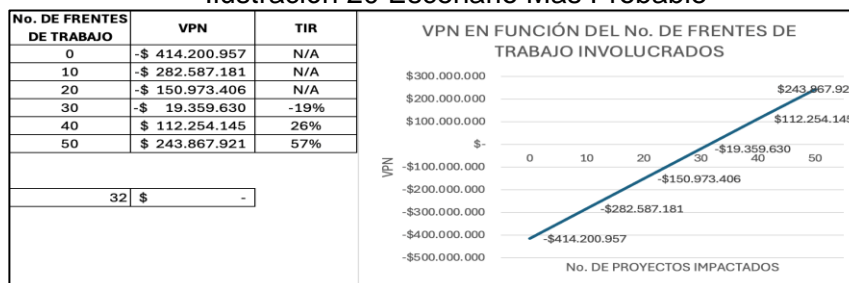 No. DE FRENTES DE TRABAJO VPN TIR
0 -$ 414.200.957 N/A
10 -$ 282.587.181 N/A
20 -$ 150.973.406 N/A
30 -$ 19.359.630 -19%
40 $ 112.254.145 26%
50 $ 243.867.921 57%
32 $ -
VPN EN FUNCIÓN DEL No. DE FRENTES DE
TRABAJO INVOLUCRADOS
$300.000.000
$200.000.000
$100.000.000
$-
-$100.000.000
-$200.000.000
-$300.000.000
-$400.000.000
-$500.000.000
VPN
0 10 20 30 40 50
-$414.200.957
-$282.587.181
-$150.973.406
-$19.359.630
$112.254.145
No. DE PROYECTOS IMPACTADOS